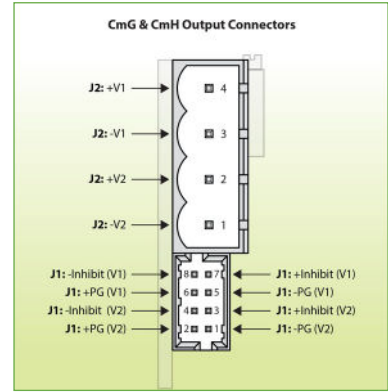 CmG & CmH Output Connectors
J2: +V1 4
J2: -V1 3
J2: +V2 2
J2: -V2 1
J1: -Inhibit (V1) 8 7 J1: +Inhibit (V1)
J1: +PG (V1) 6 5 J1: -PG (V1)
J1: -Inhibit (V2) 4 3 J1: +Inhibit (V2)
J1: +PG (V2) 2 1 J1: -PG (V2)